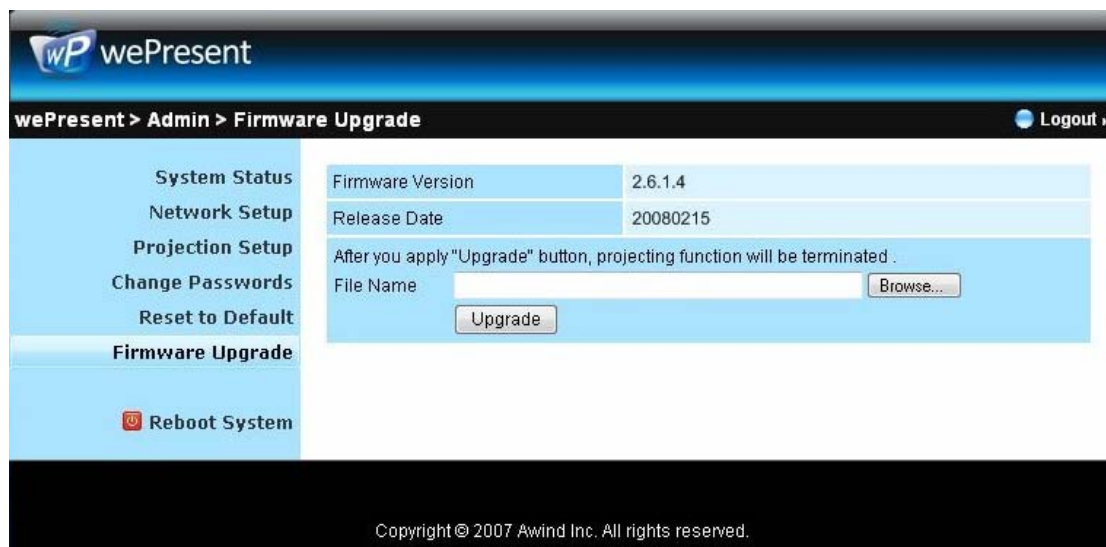 wP wePresent
wePresent > Admin > Firmware Upgrade
Logout
System Status
Network Setup
Projection Setup
Change Passwords
Reset to Default
Firmware Upgrade
Reboot System
Firmware Version 2.6.1.4
Release Date 20080215
After you apply "Upgrade" button, projecting function will be terminated .
File Name Browse...
Upgrade
Copyright © 2007 Awind Inc. All rights reserved.